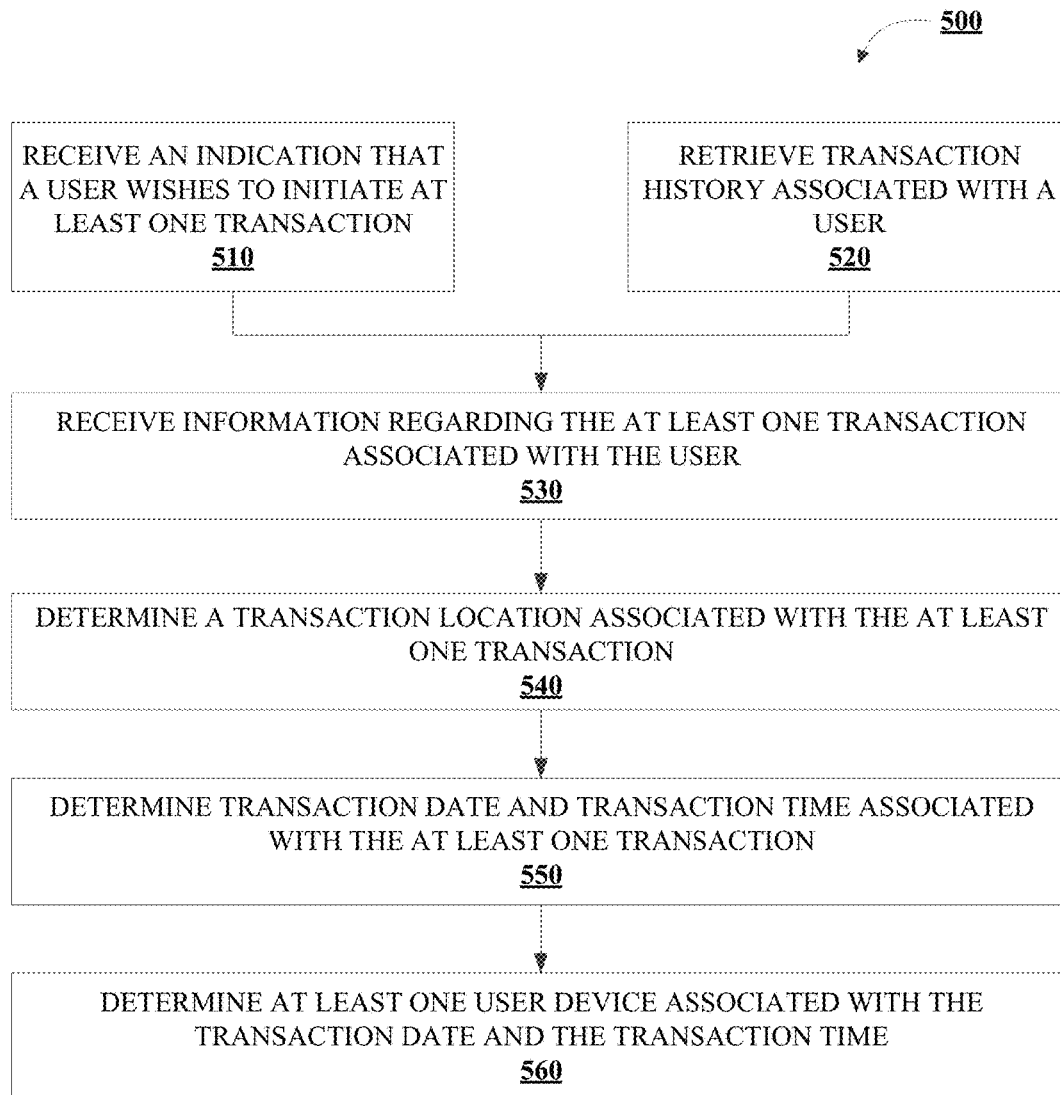 500
RECEIVE AN INDICATION THAT
A USER WISHES TO INITIATE AT
LEAST ONE TRANSACTION
510
RETRIEVE TRANSACTION
HISTORY ASSOCIATED WITH A
USER
520
RECEIVE INFORMATION REGARDING THE AT LEAST ONE TRANSACTION
ASSOCIATED WITH THE USER
530
DETERMINE A TRANSACTION LOCATION ASSOCIATED WITH THE AT LEAST
ONE TRANSACTION
540
DETERMINE TRANSACTION DATE AND TRANSACTION TIME ASSOCIATED
WITH THE AT LEAST ONE TRANSACTION
550
DETERMINE AT LEAST ONE USER DEVICE ASSOCIATED WITH THE
TRANSACTION DATE AND THE TRANSACTION TIME
560